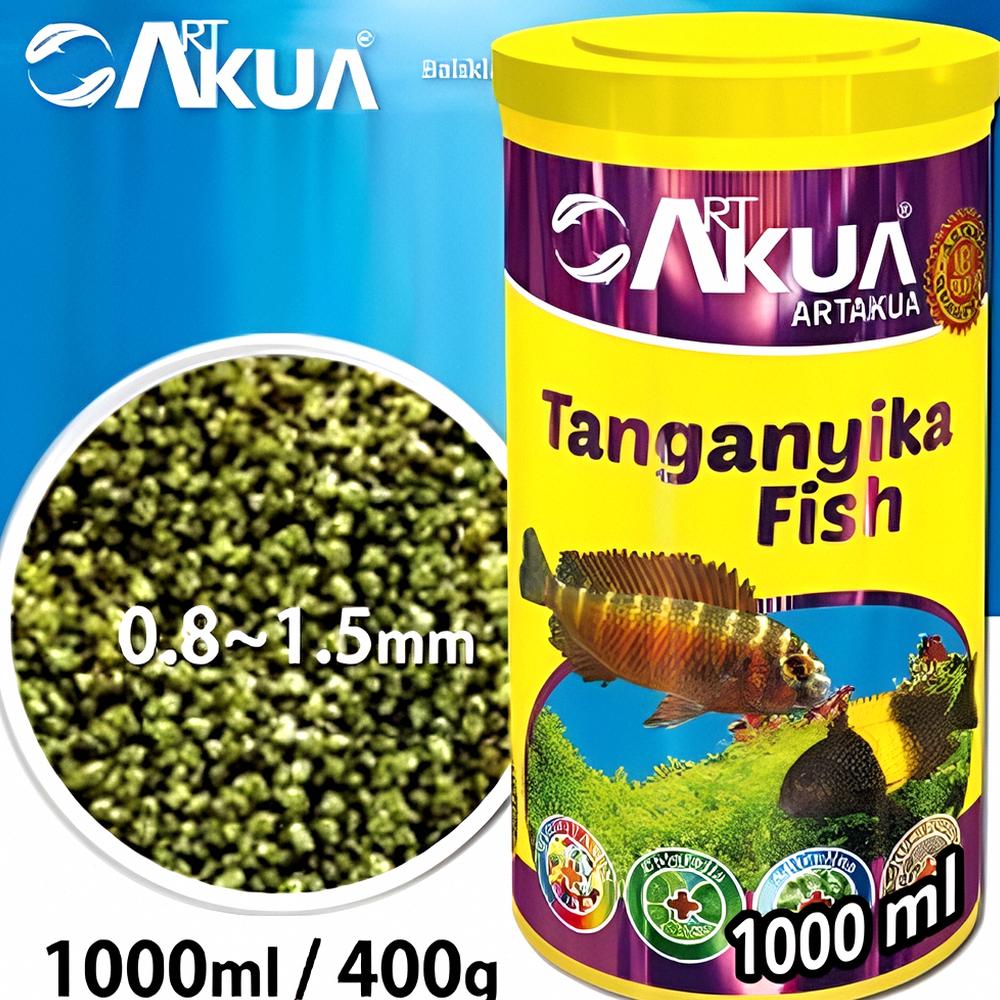 ARTAKUA
ARTAKUA®
ARTAKUA
Tanganyika
Fish
0.8~1.5mm
1000 ml
1000ml / 400g